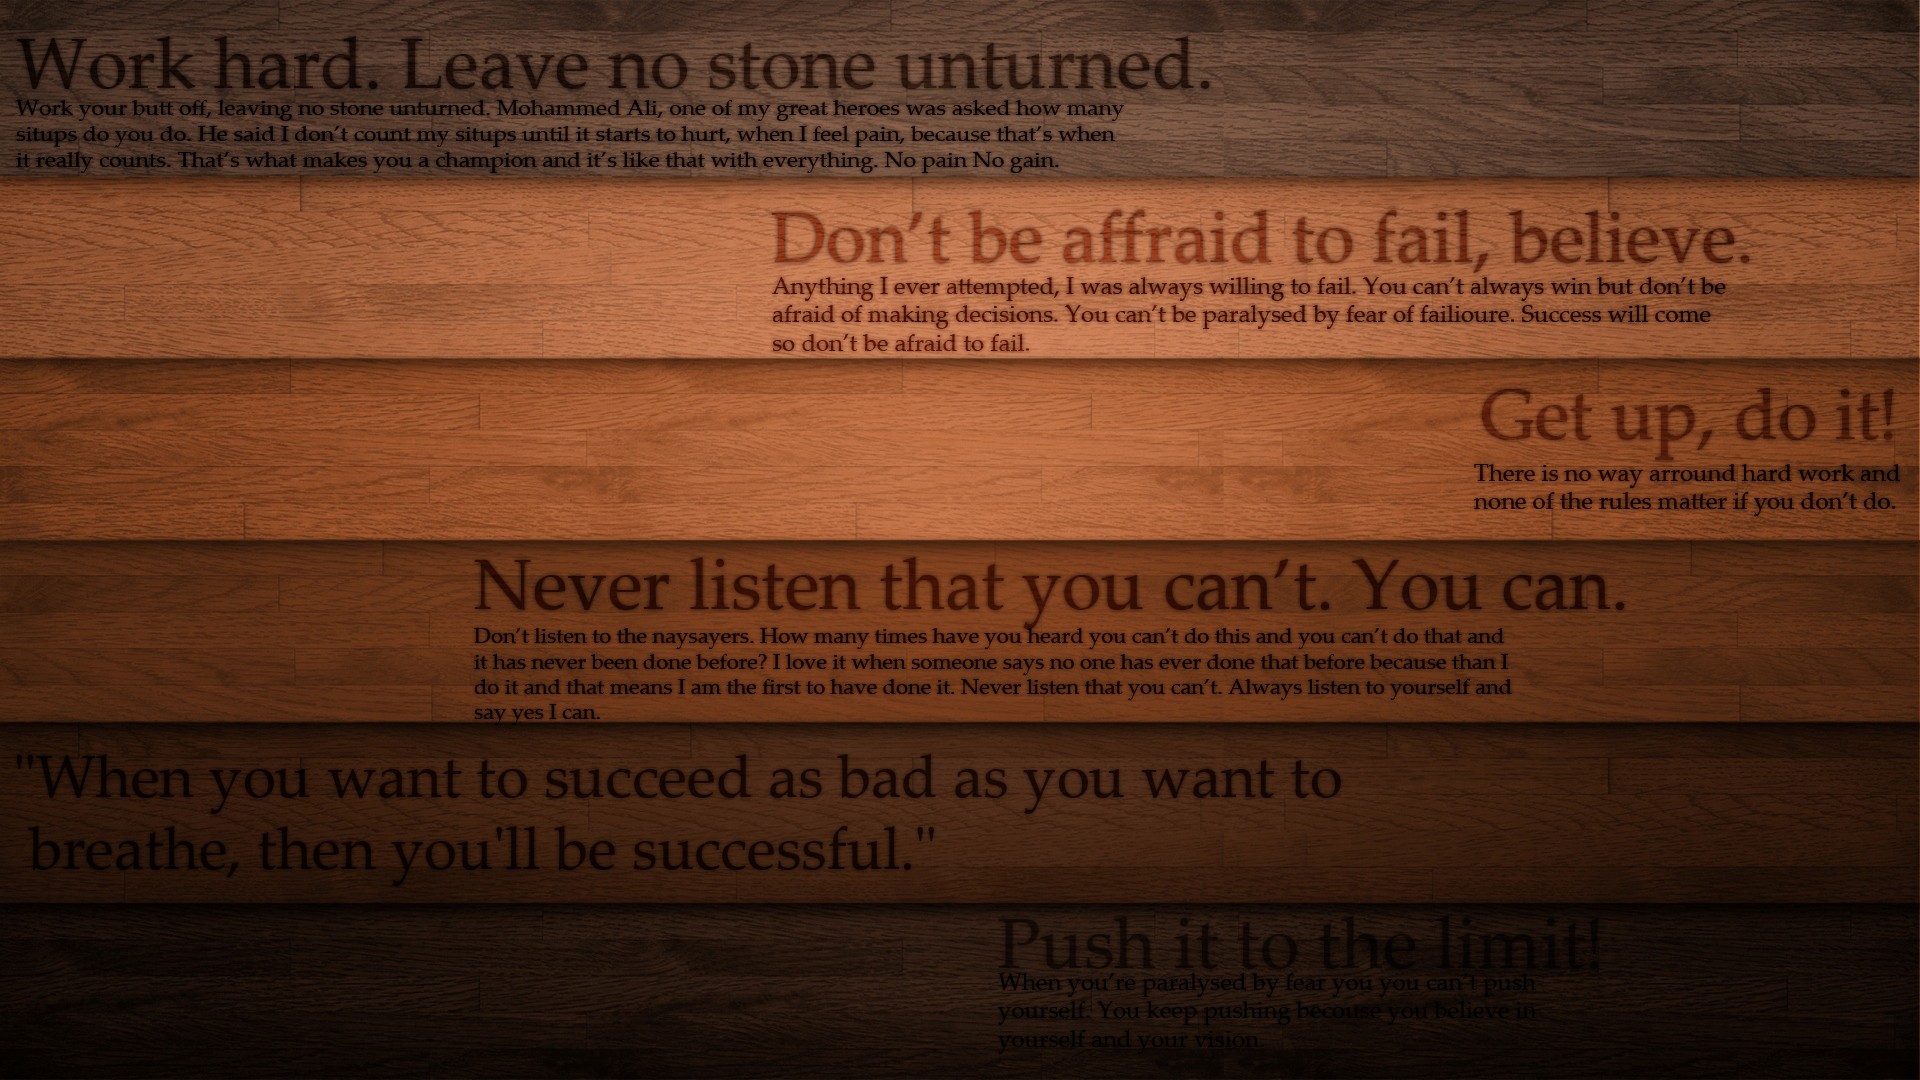 Work hard. Leave no stone unturned.
Work your butt off, leaving no stone unturned. Mohammed Ali, one of my great heroes was asked how many
situps do you do. He said I don’t count my situps until it starts to hurt, when I feel pain, because that’s when
it really counts. That’s what makes you a champion and it’s like that with everything. No pain No gain.
Don’t be affraid to fail, believe.
Anything I ever attempted, I was always willing to fail. You can’t always win but don’t be
afraid of making decisions. You can’t be paralysed by fear of failioure. Success will come
so don’t be afraid to fail.
Get up, do it!
There is no way arround hard work and
none of the rules matter if you don’t do.
Never listen that you can’t. You can.
Don’t listen to the naysayers. How many times have you heard you can’t do this and you can’t do that and
it has never been done before? I love it when someone says no one has ever done that before because than I
do it and that means I am the first to have done it. Never listen that you can’t. Always listen to yourself and
say yes I can.
"When you want to succeed as bad as you want to
breathe, then you'll be successful."
Push it to the limit!
When you’re paralysed by fear you you can’t push
yourself. You keep pushing becouse you believe in
yourself and your vision.